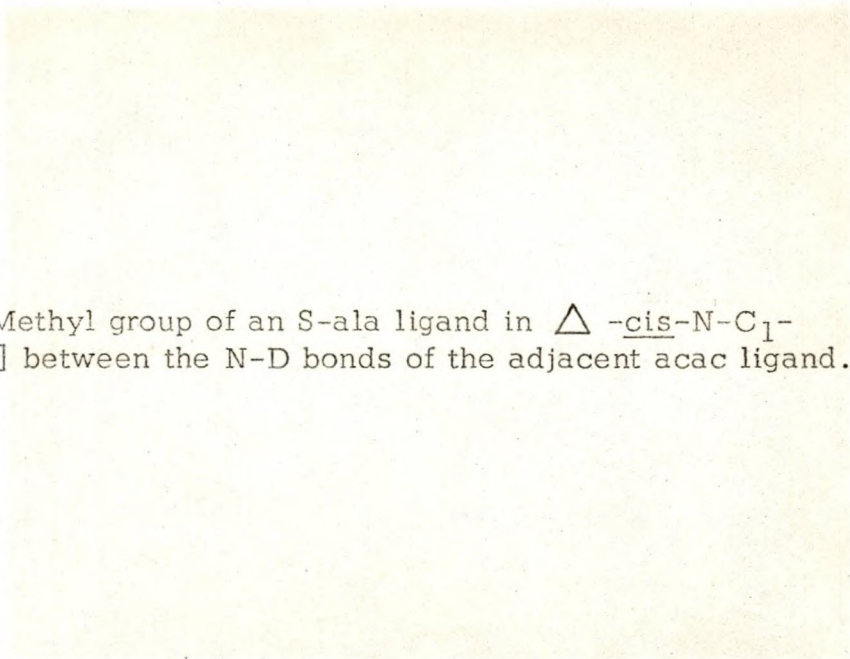 Methyl group of an S-ala ligand in Δ -cis-N-C1-
] between the N-D bonds of the adjacent acac ligand.